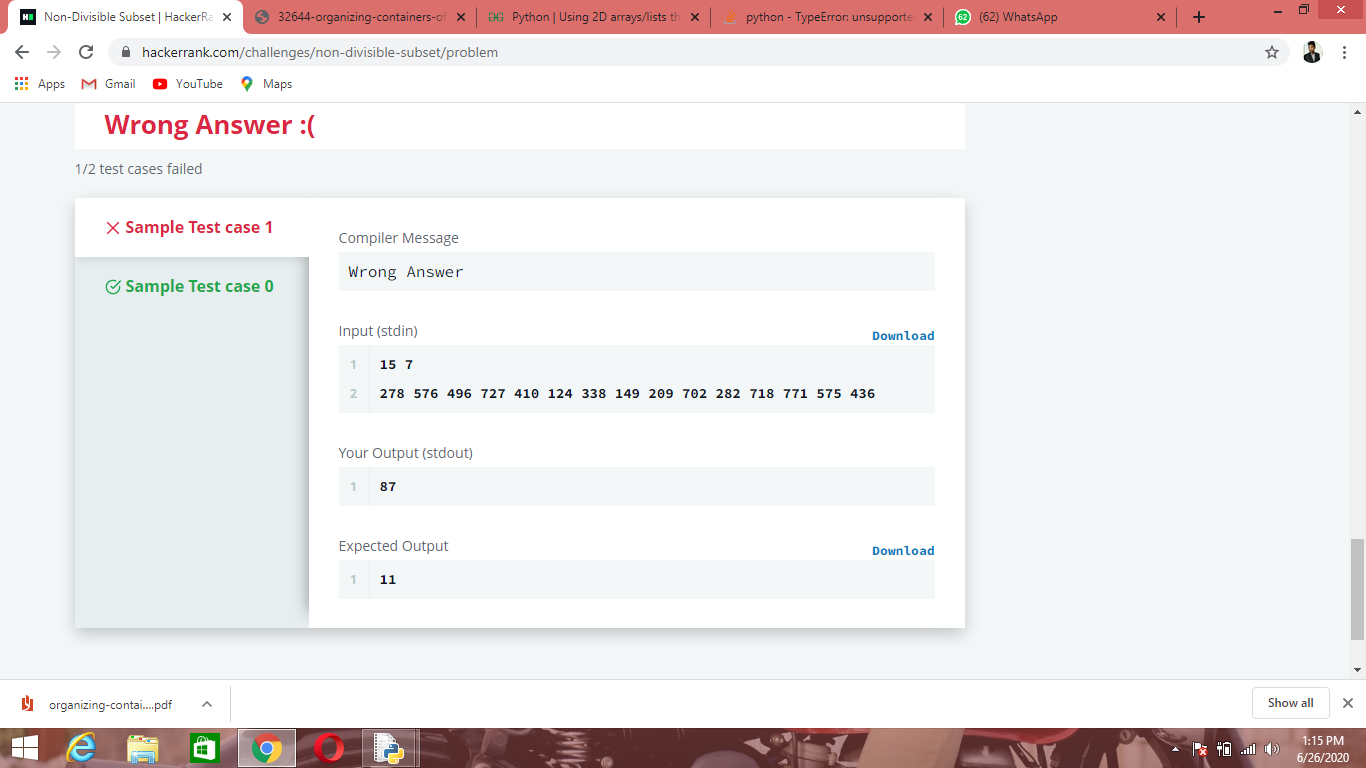 Non-Divisible Subset | HackerRa
32644-organizing-containers-of
Python | Using 2D arrays/lists th
python - TypeError: unsupporte
62
(62) WhatsApp
hackerrank.com/challenges/non-divisible-subset/problem
Apps
Gmail
YouTube
Maps
Wrong Answer :(
1/2 test cases failed
Sample Test case 1
Sample Test case 0
Compiler Message
Wrong Answer
Input (stdin)
Download
1 15 7
2 278 576 496 727 410 124 338 149 209 702 282 718 771 575 436
Your Output (stdout)
1 87
Expected Output
Download
1 11
organizing-contai....pdf
Show all
1:15 PM
6/26/2020